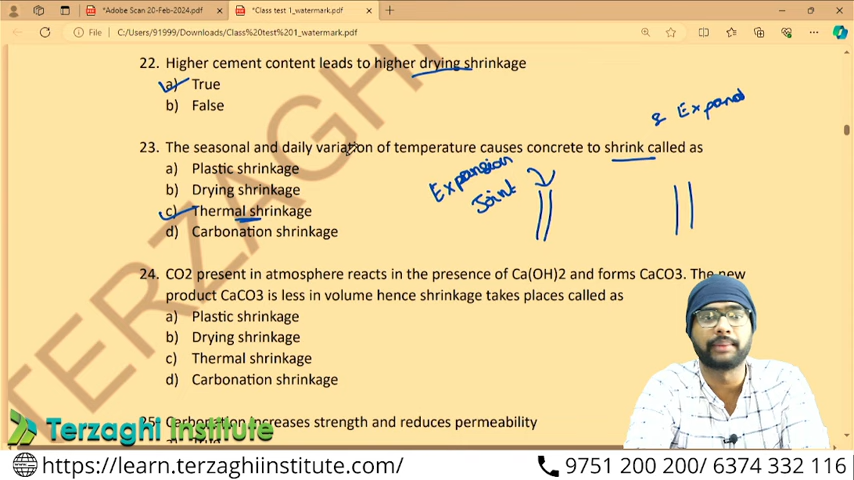 *Adobe Scan 20-Feb-2024.pdf
*Class test 1_watermark.pdf
File
C:/Users/91999/Downloads/Class%20test%201_watermark.pdf
22. Higher cement content leads to higher drying shrinkage
a) True
b) False
& Expand
23. The seasonal and daily variation of temperature causes concrete to shrink called as
a) Plastic shrinkage
b) Drying shrinkage
c) Thermal shrinkage
d) Carbonation shrinkage
Expansion
Joint
24. CO2 present in atmosphere reacts in the presence of Ca(OH)2 and forms CaCO3. The new
product CaCO3 is less in volume hence shrinkage takes places called as
a) Plastic shrinkage
b) Drying shrinkage
c) Thermal shrinkage
d) Carbonation shrinkage
25. Carbonation increases strength and reduces permeability
Terzaghi Institute
https://learn.terzaghiinstitute.com/
9751 200 200/ 6374 332 116